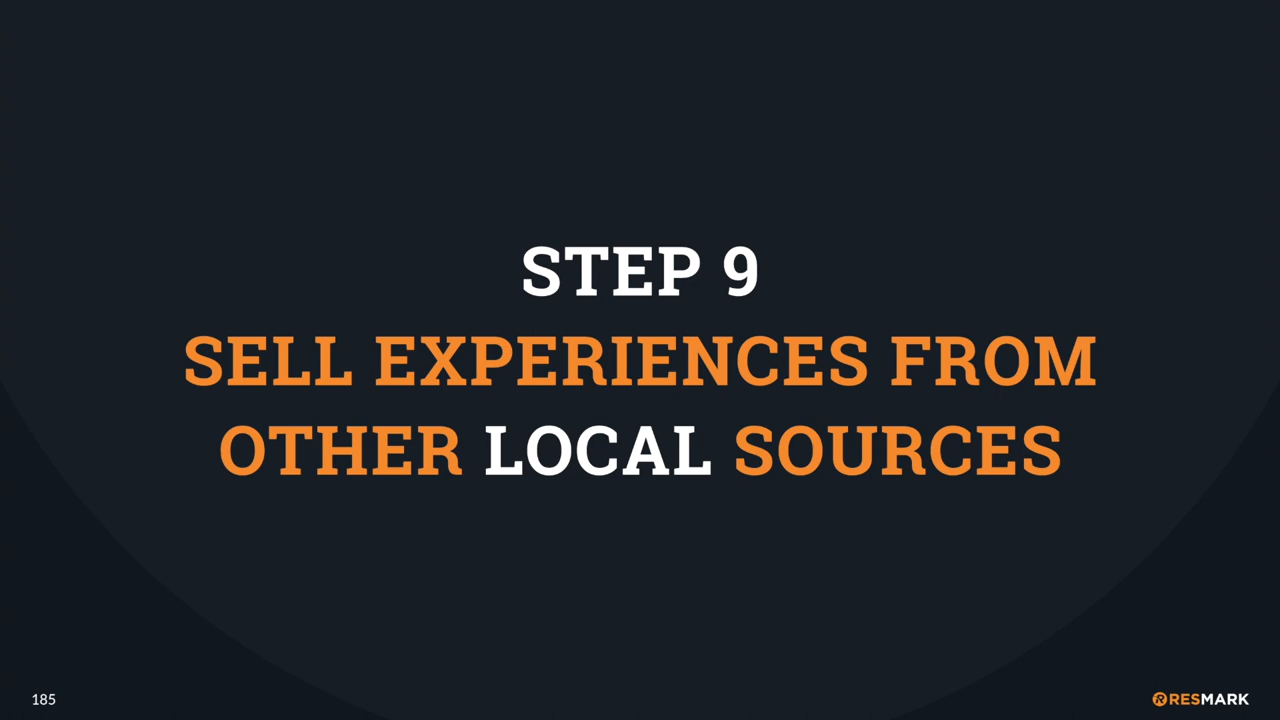 STEP 9
SELL EXPERIENCES FROM
OTHER LOCAL SOURCES
185
RESMARK